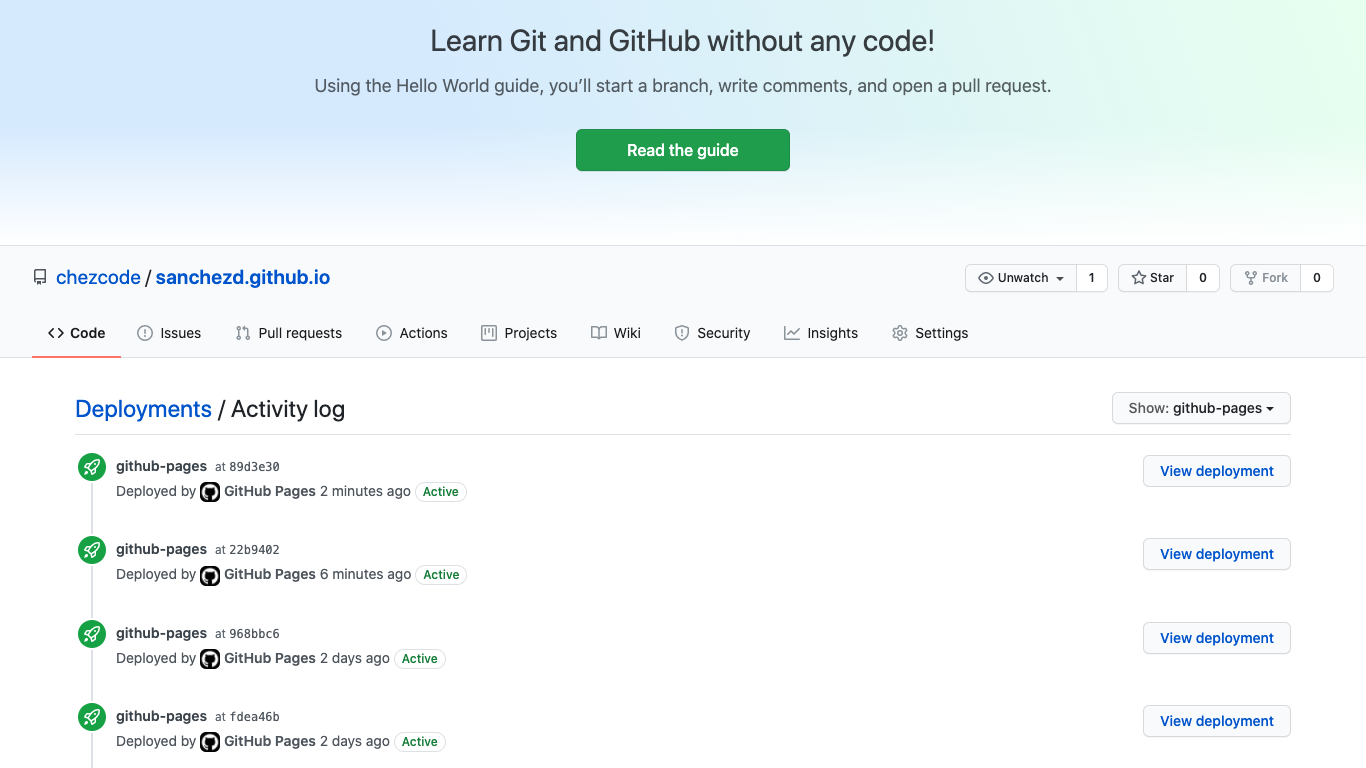 Learn Git and GitHub without any code!
Using the Hello World guide, you’ll start a branch, write comments, and open a pull request.
Read the guide
chezcode / sanchezd.github.io
Unwatch 1 Star 0 Fork 0
Code Issues Pull requests Actions Projects Wiki Security Insights Settings
Deployments / Activity log
Show: github-pages
github-pages at 89d3e30
View deployment
Deployed by GitHub Pages 2 minutes ago Active
github-pages at 22b9402
View deployment
Deployed by GitHub Pages 6 minutes ago Active
github-pages at 968bbc6
View deployment
Deployed by GitHub Pages 2 days ago Active
github-pages at fdea46b
View deployment
Deployed by GitHub Pages 2 days ago Active